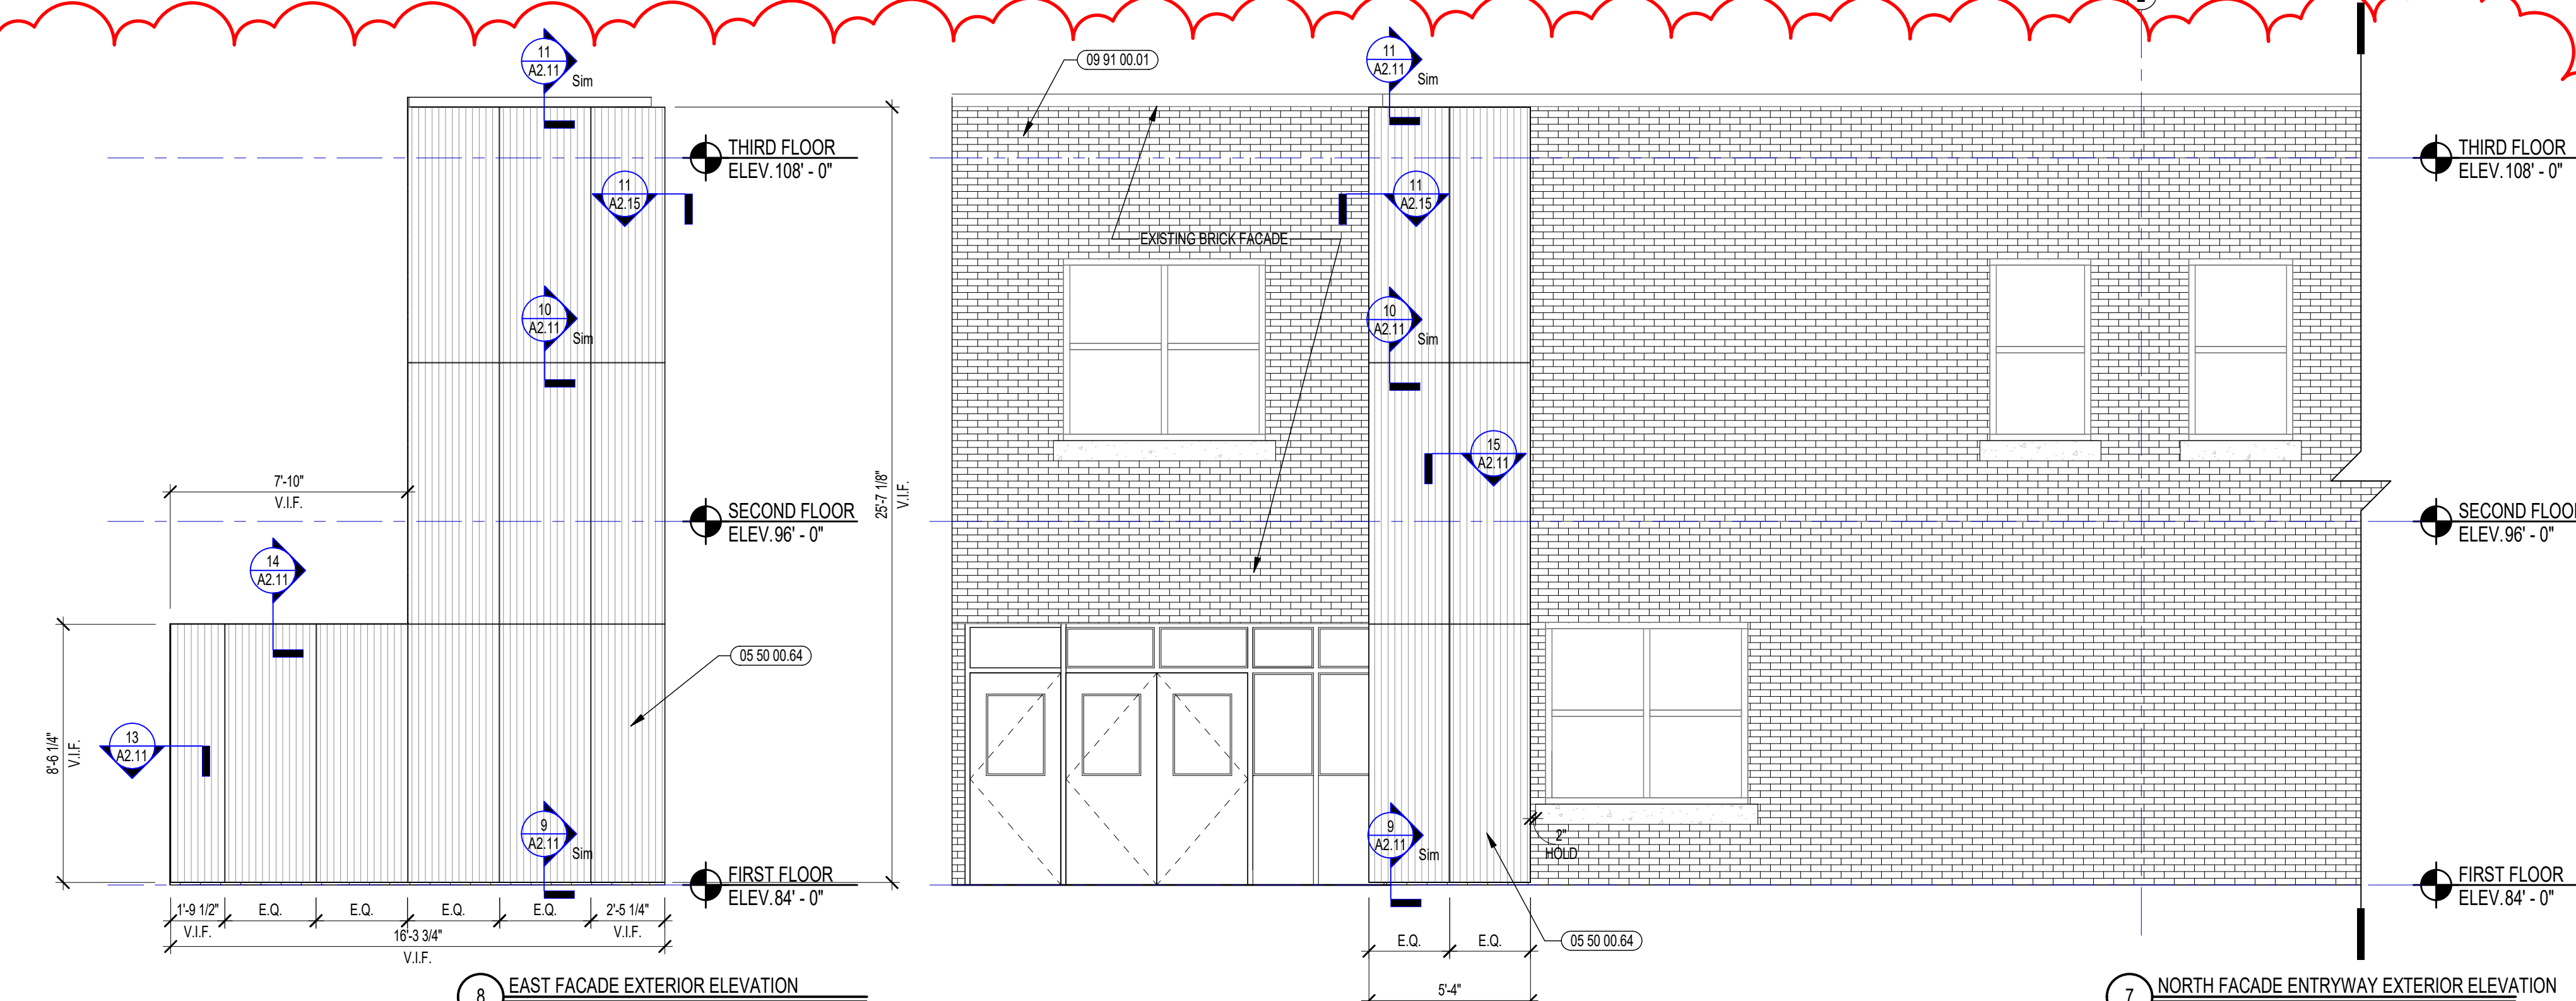 11
A2.11
Sim
THIRD FLOOR
ELEV. 108' - 0"
11
A2.15
10
A2.11
Sim
7'-10"
V.I.F.
SECOND FLOOR
ELEV. 96' - 0"
14
A2.11
05 50 00.64
8'-6 1/4"
V.I.F.
13
A2.11
9
A2.11
Sim
FIRST FLOOR
ELEV. 84' - 0"
25'-7 1/8"
V.I.F.
1'-9 1/2"
V.I.F.
E.Q.
E.Q.
E.Q.
E.Q.
2'-5 1/4"
V.I.F.
16'-3 3/4"
V.I.F.
8
EAST FACADE EXTERIOR ELEVATION
09 91 00.01
11
A2.11
Sim
11
A2.15
EXISTING BRICK FACADE
10
A2.11
Sim
15
A2.11
9
A2.11
Sim
2"
HOLD
E.Q.
E.Q.
05 50 00.64
5'-4"
THIRD FLOOR
ELEV. 108' - 0"
SECOND FLOOR
ELEV. 96' - 0"
FIRST FLOOR
ELEV. 84' - 0"
7
NORTH FACADE ENTRYWAY EXTERIOR ELEVATION